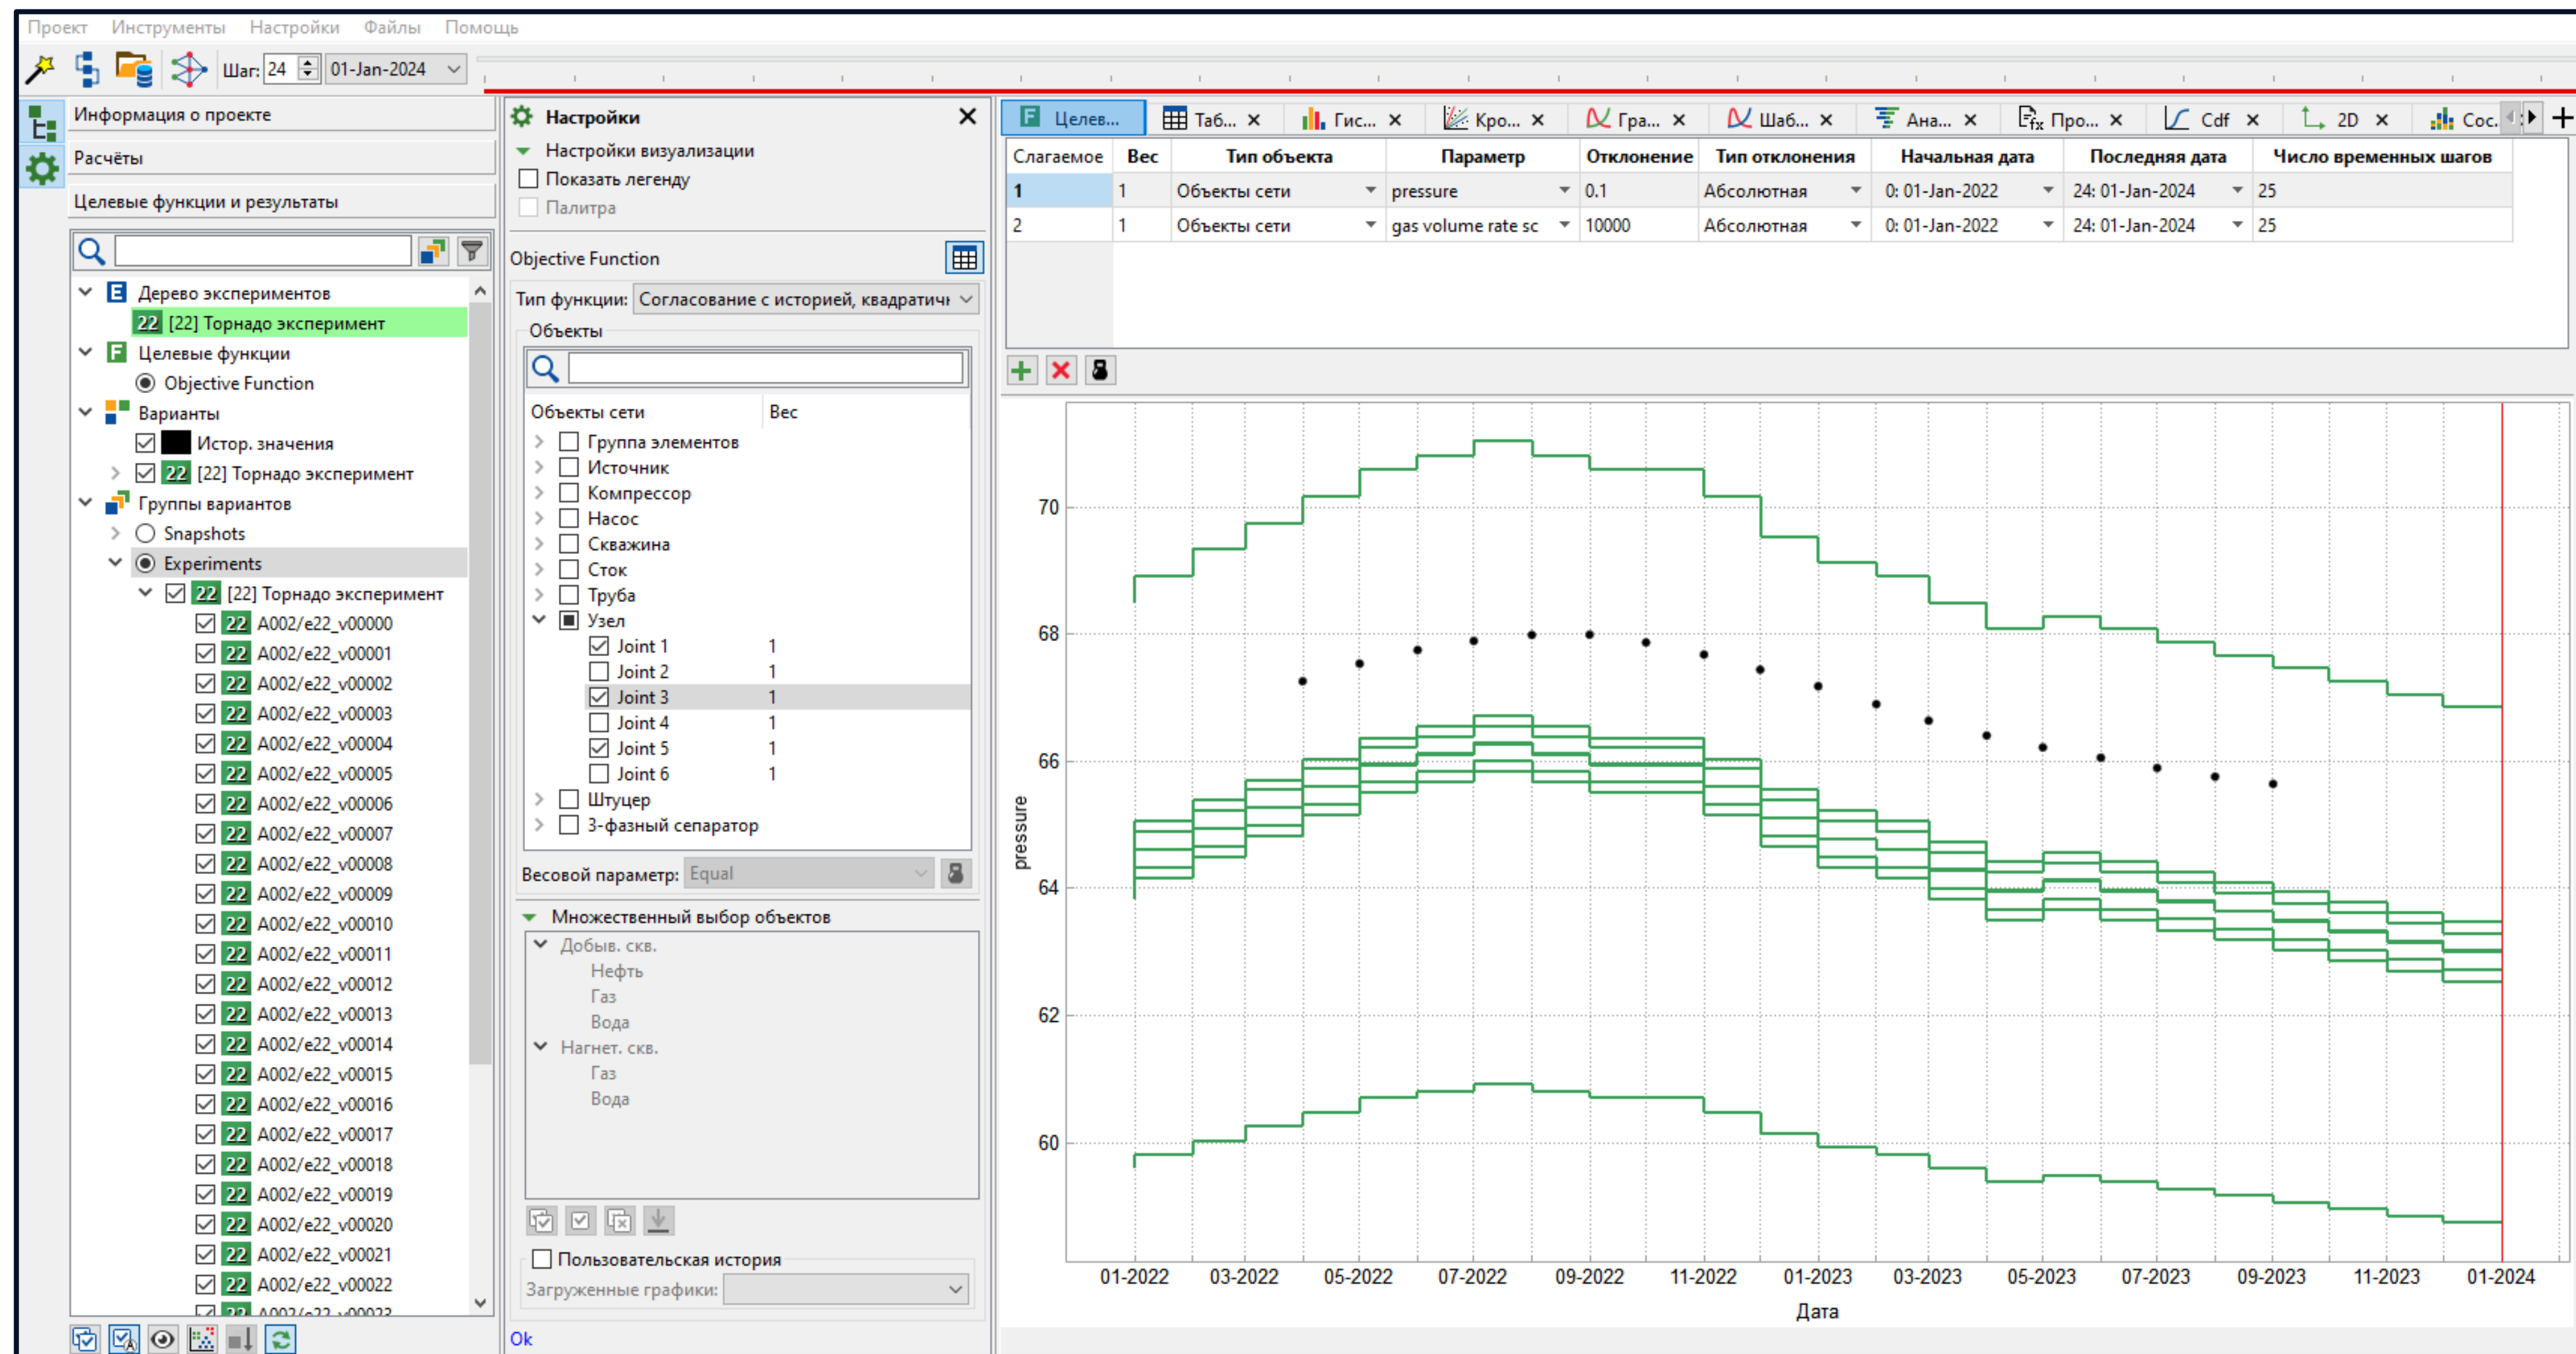 Проект Инструменты Настройки Файлы Помощь
Шаг: 24 01-Jan-2024
Информация о проекте
Расчёты
Целевые функции и результаты
E Дерево экспериментов
22 [22] Торнадо эксперимент
F Целевые функции
Objective Function
Варианты
Истор. значения
22 [22] Торнадо эксперимент
Группы вариантов
Snapshots
Experiments
22 [22] Торнадо эксперимент
22 A002/e22_v00000
22 A002/e22_v00001
22 A002/e22_v00002
22 A002/e22_v00003
22 A002/e22_v00004
22 A002/e22_v00005
22 A002/e22_v00006
22 A002/e22_v00007
22 A002/e22_v00008
22 A002/e22_v00009
22 A002/e22_v00010
22 A002/e22_v00011
22 A002/e22_v00012
22 A002/e22_v00013
22 A002/e22_v00014
22 A002/e22_v00015
22 A002/e22_v00016
22 A002/e22_v00017
22 A002/e22_v00018
22 A002/e22_v00019
22 A002/e22_v00020
22 A002/e22_v00021
22 A002/e22_v00022
22 A002/e22_v00023
Настройки
Настройки визуализации
Показать легенду
Палитра
Objective Function
Тип функции: Согласование с историей, квадратичн
Объекты
Объекты сети Вес
Группа элементов
Источник
Компрессор
Насос
Скважина
Сток
Труба
Узел
Joint 1 1
Joint 2 1
Joint 3 1
Joint 4 1
Joint 5 1
Joint 6 1
Штуцер
3-фазный сепаратор
Весовой параметр: Equal
Множественный выбор объектов
Добыв. скв.
Нефть
Газ
Вода
Нагнет. скв.
Газ
Вода
Пользовательская история
Загруженные графики:
Ok
F Целев... Таб... Гис... Кро... Гра... Шаб... Ана... Про... Cdf 2D Сос.
Слагаемое Вес Тип объекта Параметр Отклонение Тип отклонения Начальная дата Последняя дата Число временных шагов
1 1 Объекты сети pressure 0.1 Абсолютная 0: 01-Jan-2022 24: 01-Jan-2024 25
2 1 Объекты сети gas volume rate sc 10000 Абсолютная 0: 01-Jan-2022 24: 01-Jan-2024 25
pressure
70
68
66
64
62
60
01-2022 03-2022 05-2022 07-2022 09-2022 11-2022 01-2023 03-2023 05-2023 07-2023 09-2023 11-2023 01-2024
Дата